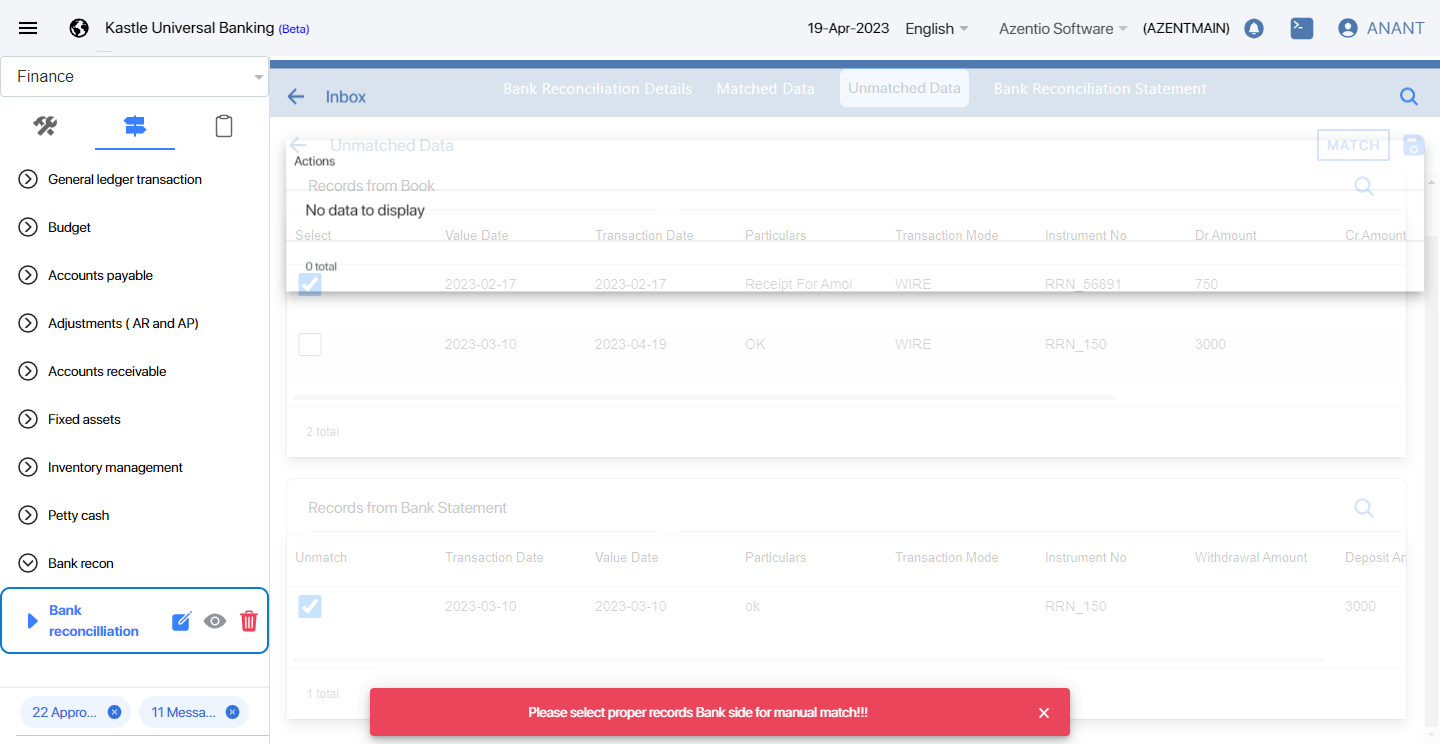 Kastle Universal Banking (Beta)
19-Apr-2023 English Azentio Software (AZENTMAIN) ANANT
Finance
General ledger transaction
Budget
Accounts payable
Adjustments ( AR and AP)
Accounts receivable
Fixed assets
Inventory management
Petty cash
Bank recon
Bank
reconcilliation
22 Appro... 11 Messa...
Inbox
Bank Reconciliation Details Matched Data Unmatched Data Bank Reconciliation Statement
Unmatched Data
MATCH
Actions
Records from Book
No data to display
Select Value Date Transaction Date Particulars Transaction Mode Instrument No Dr.Amount Cr.Amount
0 total
2023-02-17 2023-02-17 Receipt For Amol WIRE RRN_56891 750
2023-03-10 2023-04-19 OK WIRE RRN_150 3000
2 total
Records from Bank Statement
Unmatch Transaction Date Value Date Particulars Transaction Mode Instrument No Withdrawal Amount Deposit An
2023-03-10 2023-03-10 ok RRN_150 3000
1 total
Please select proper records Bank side for manual match!!!